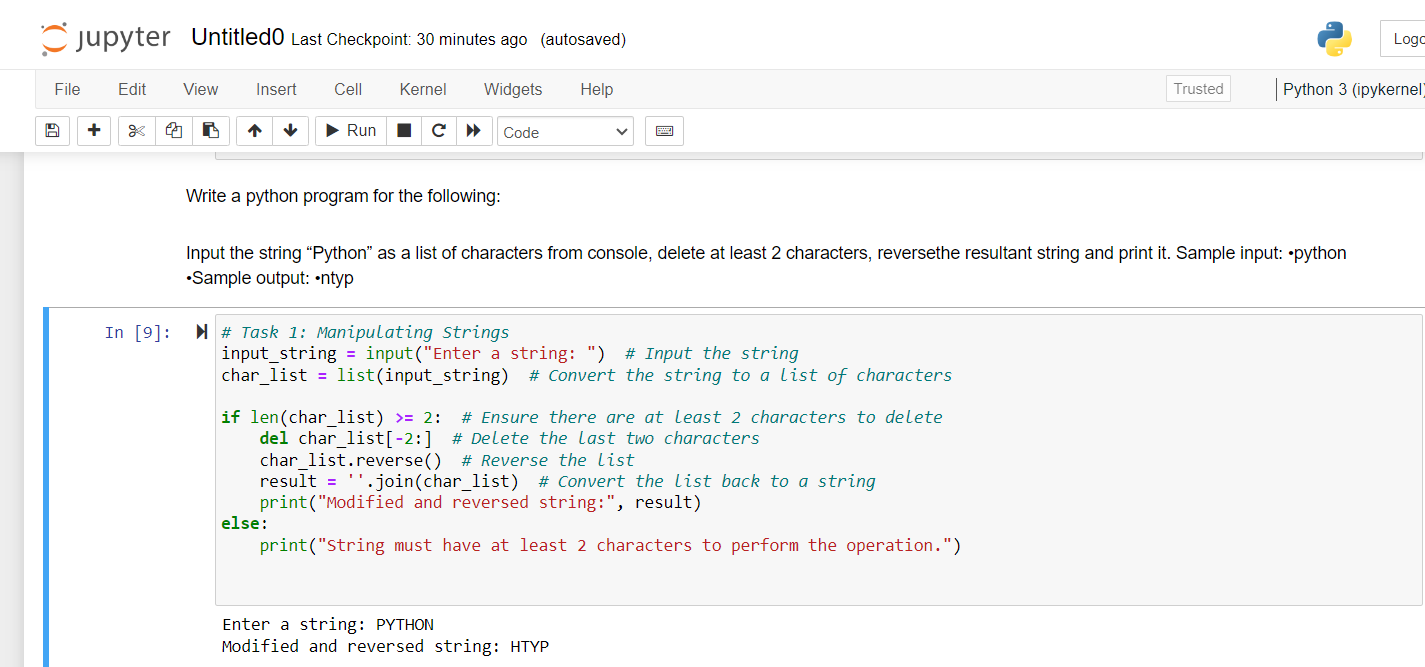 jupyter Untitled0 Last Checkpoint: 30 minutes ago (autosaved)
Logo
File Edit View Insert Cell Kernel Widgets Help Trusted Python 3 (ipykernel)
Run Code
Write a python program for the following:
Input the string “Python” as a list of characters from console, delete at least 2 characters, reversethe resultant string and print it. Sample input: •python
•Sample output: •ntyp
In [9]: # Task 1: Manipulating Strings
input_string = input("Enter a string: ")  # Input the string
char_list = list(input_string)  # Convert the string to a list of characters
if len(char_list) >= 2:  # Ensure there are at least 2 characters to delete
    del char_list[-2:]  # Delete the last two characters
    char_list.reverse()  # Reverse the list
    result = ''.join(char_list)  # Convert the list back to a string
    print("Modified and reversed string:", result)
else:
    print("String must have at least 2 characters to perform the operation.")
Enter a string: PYTHON
Modified and reversed string: HTYP